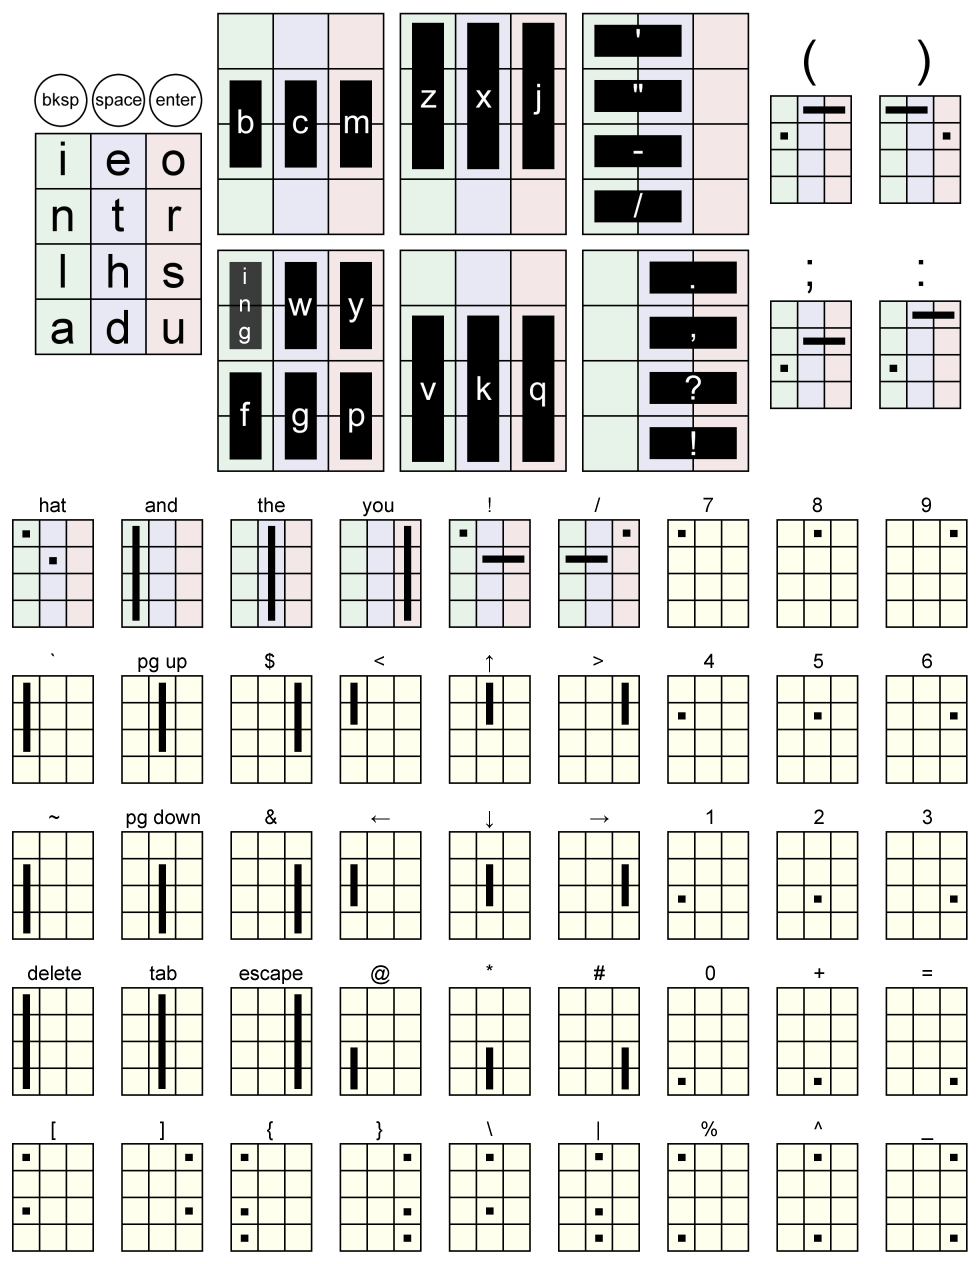 ( )
bksp space enter
i e o
n t r
l h s
a d u
b c m
z x j
'
"
-
/
; :
i
n
g
w y
f g p
v k q
.
,
?
!
hat and the you ! / 7 8 9
` pg up $ < ↑ > 4 5 6
~ pg down & ← ↓ → 1 2 3
delete tab escape @ * # 0 + =
[ ] { } \ | % ^ _